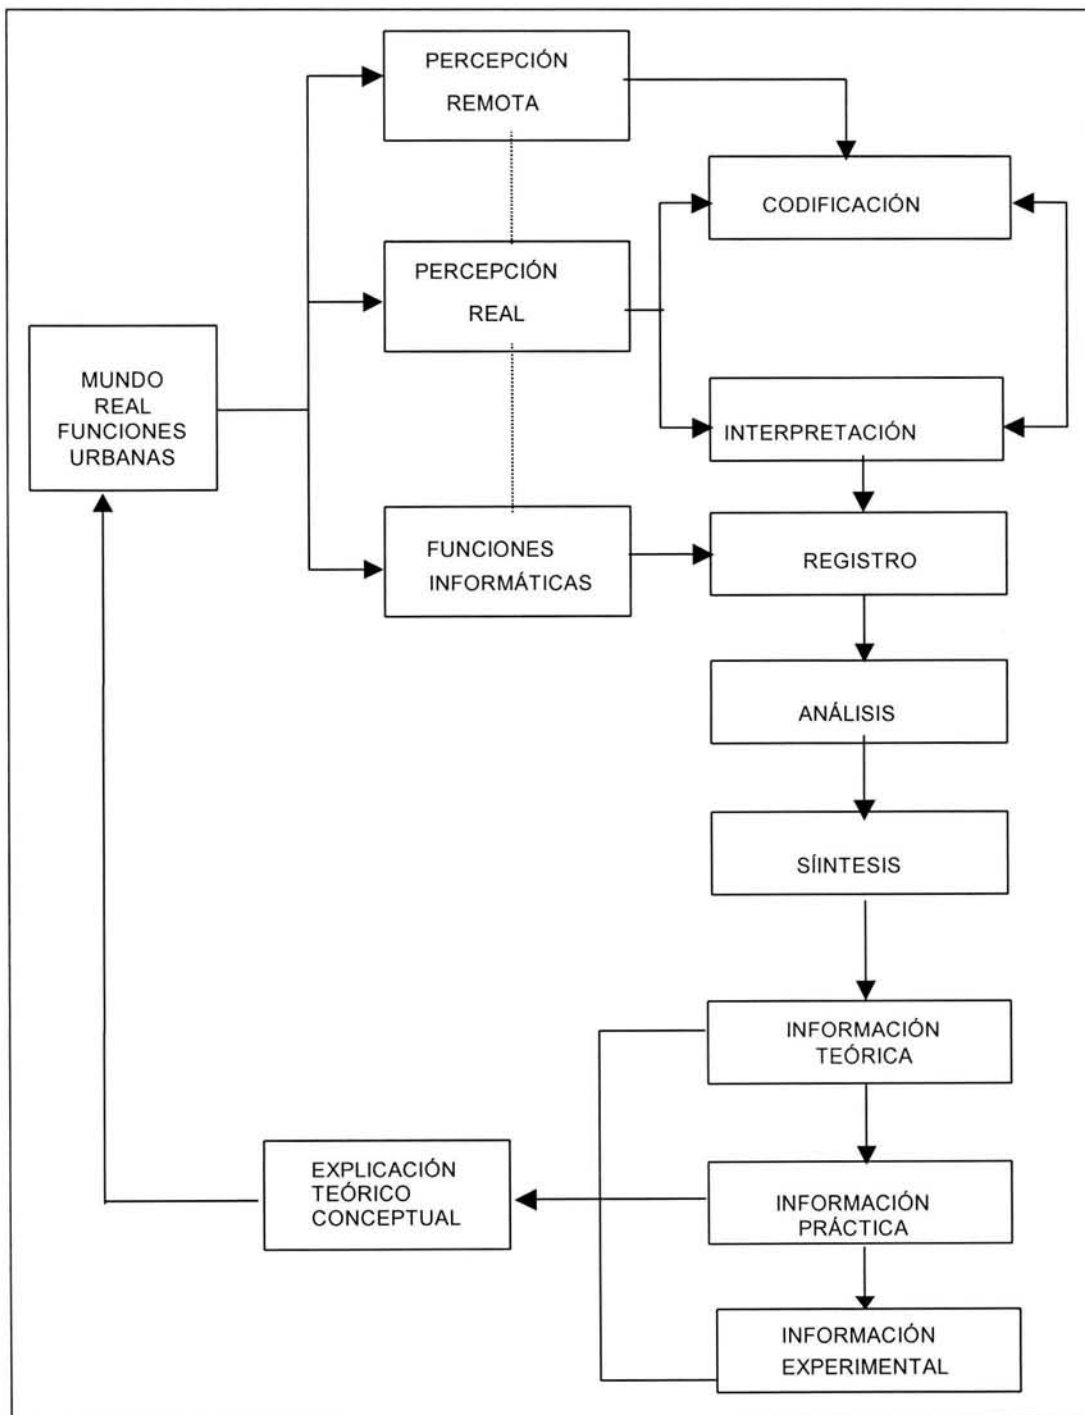 PERCEPCIÓN
REMOTA
CODIFICACIÓN
PERCEPCIÓN
REAL
MUNDO
REAL
FUNCIONES
URBANAS
INTERPRETACIÓN
FUNCIONES
INFORMÁTICAS
REGISTRO
ANÁLISIS
SÍINTESIS
INFORMACIÓN
TEÓRICA
EXPLICACIÓN
TEÓRICO
CONCEPTUAL
INFORMACIÓN
PRÁCTICA
INFORMACIÓN
EXPERIMENTAL